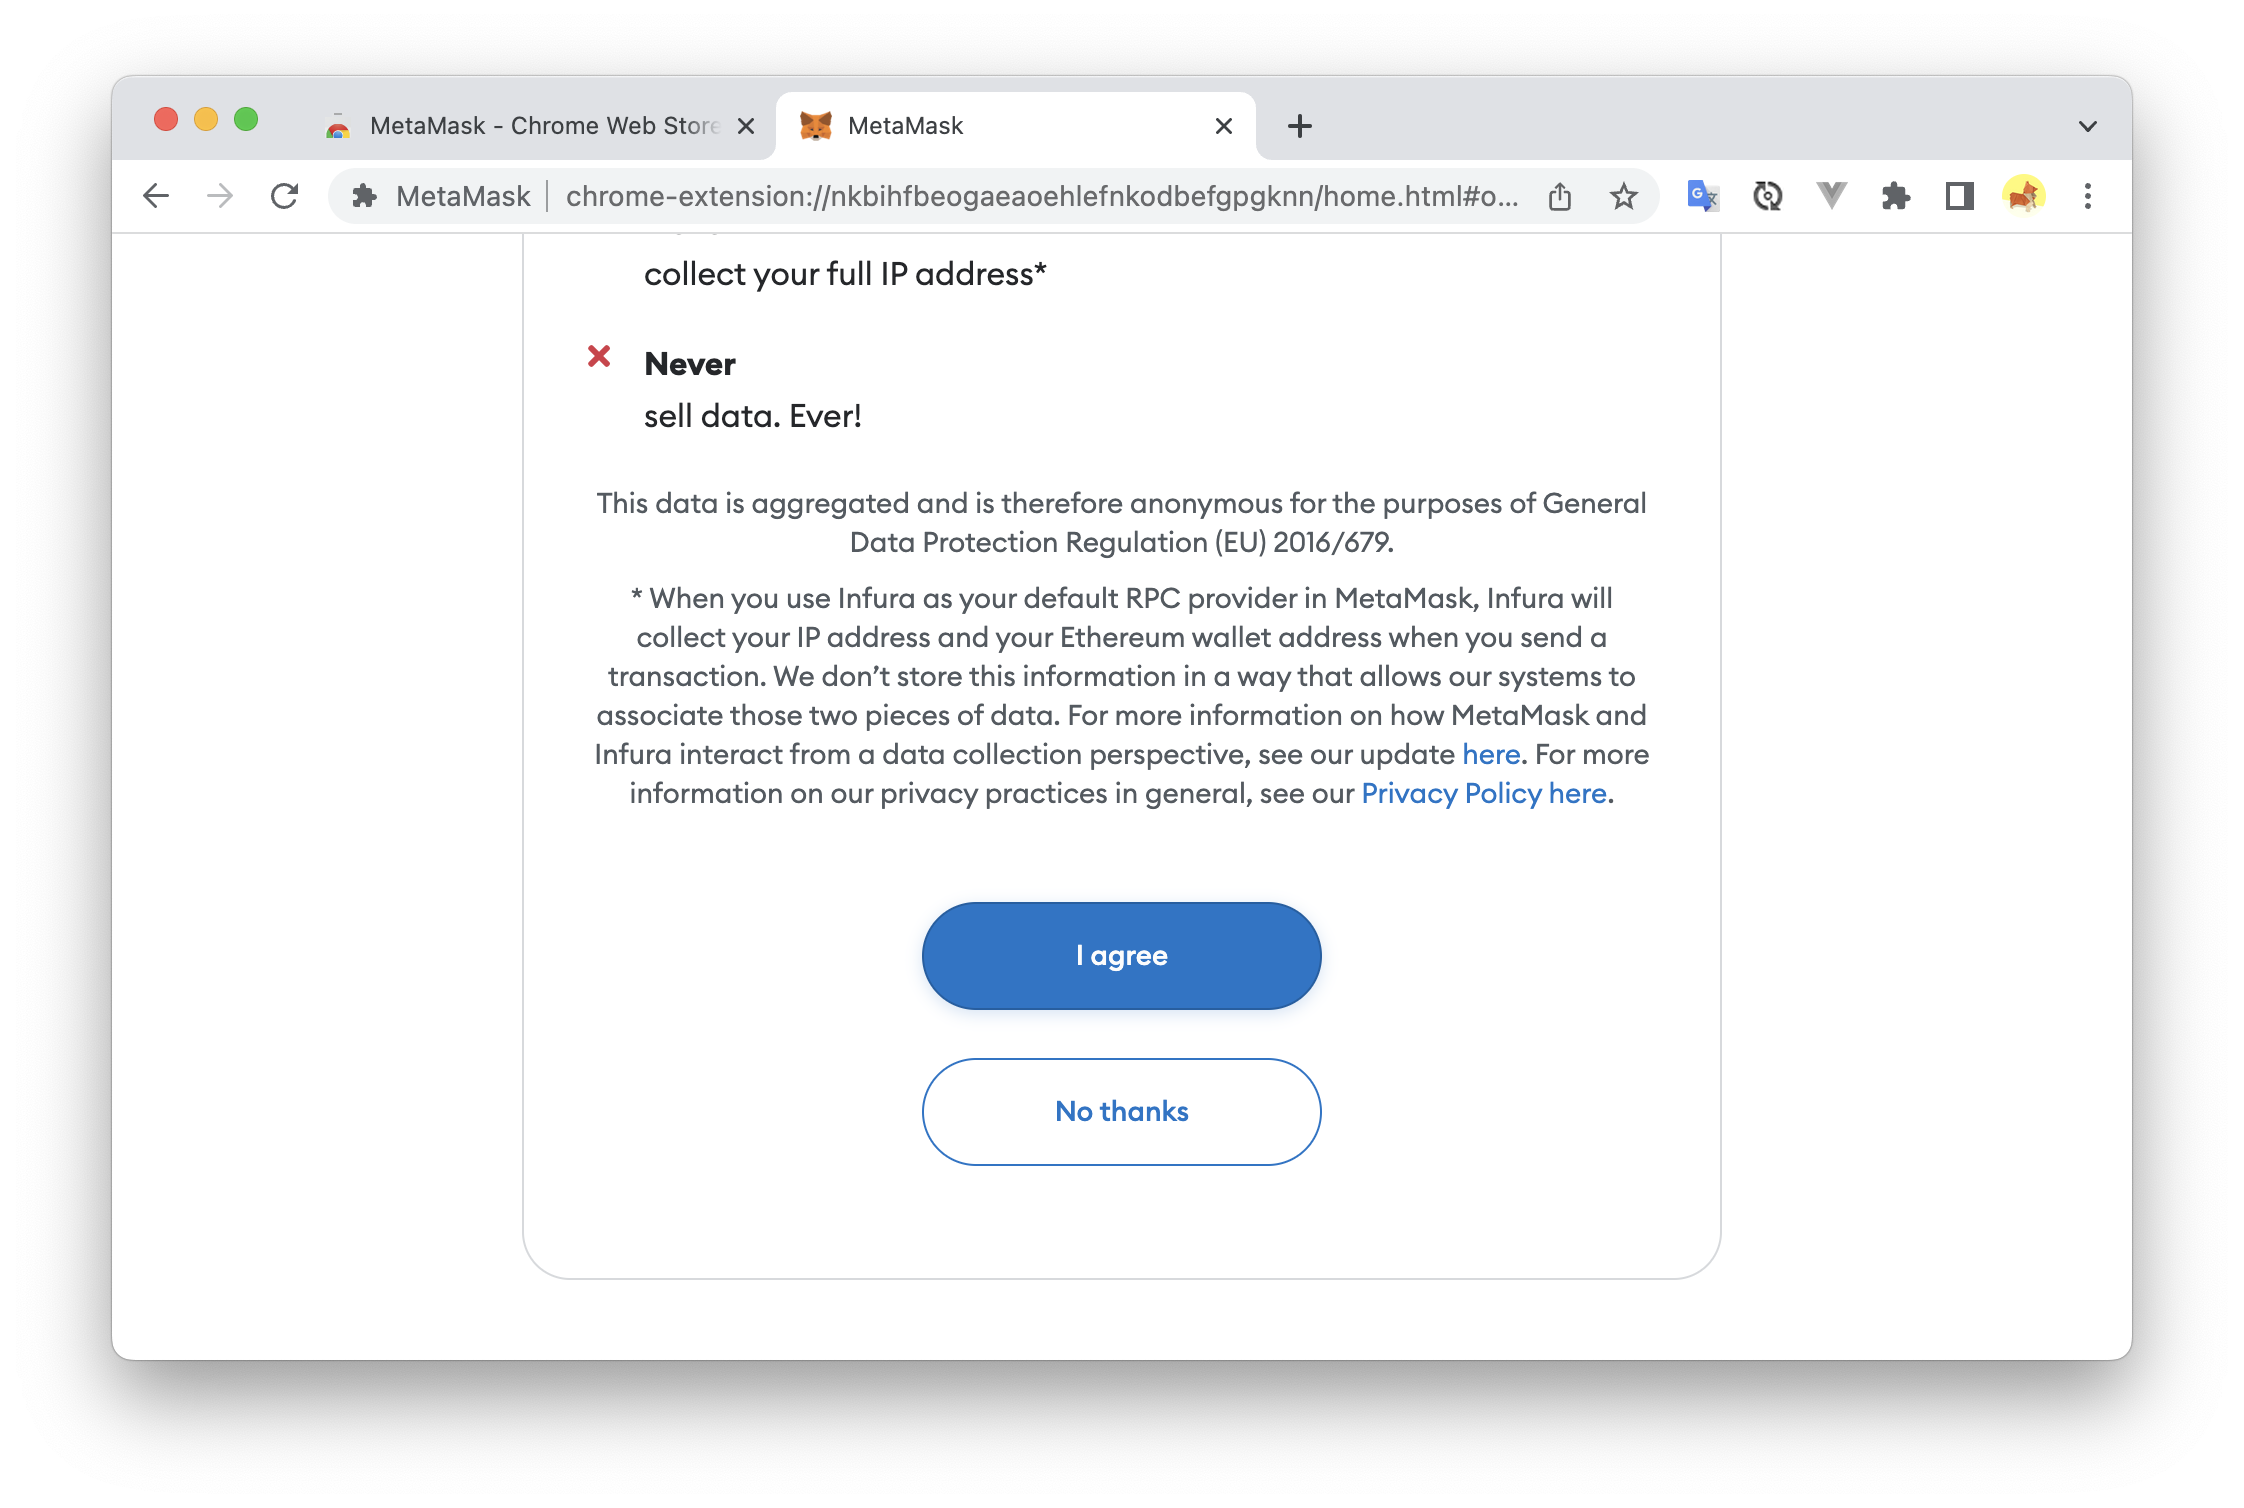 MetaMask - Chrome Web Store
MetaMask
MetaMask
chrome-extension://nkbihfbeogaeaoehlefnkodbefgpgknn/home.html#o...
collect your full IP address*
Never
sell data. Ever!
This data is aggregated and is therefore anonymous for the purposes of General
Data Protection Regulation (EU) 2016/679.
* When you use Infura as your default RPC provider in MetaMask, Infura will
collect your IP address and your Ethereum wallet address when you send a
transaction. We don’t store this information in a way that allows our systems to
associate those two pieces of data. For more information on how MetaMask and
Infura interact from a data collection perspective, see our update here. For more
information on our privacy practices in general, see our Privacy Policy here.
I agree
No thanks